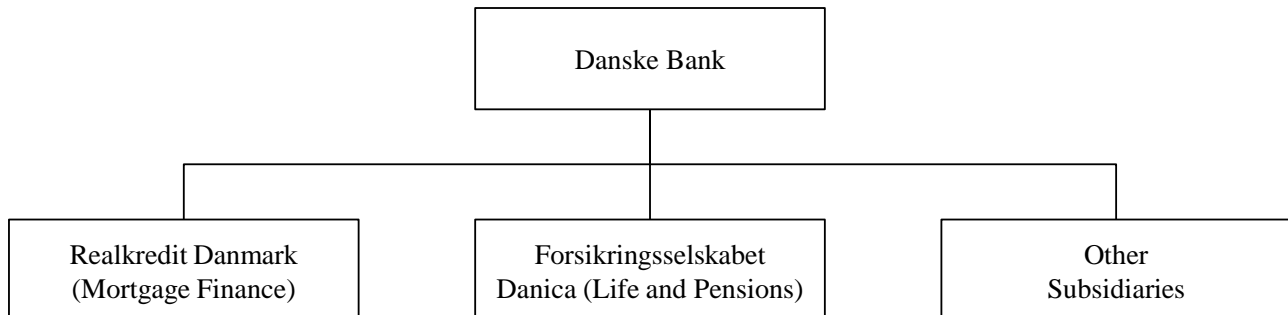 Danske Bank
Realkredit Danmark
(Mortgage Finance)
Forsikringsselskabet
Danica (Life and Pensions)
Other
Subsidiaries